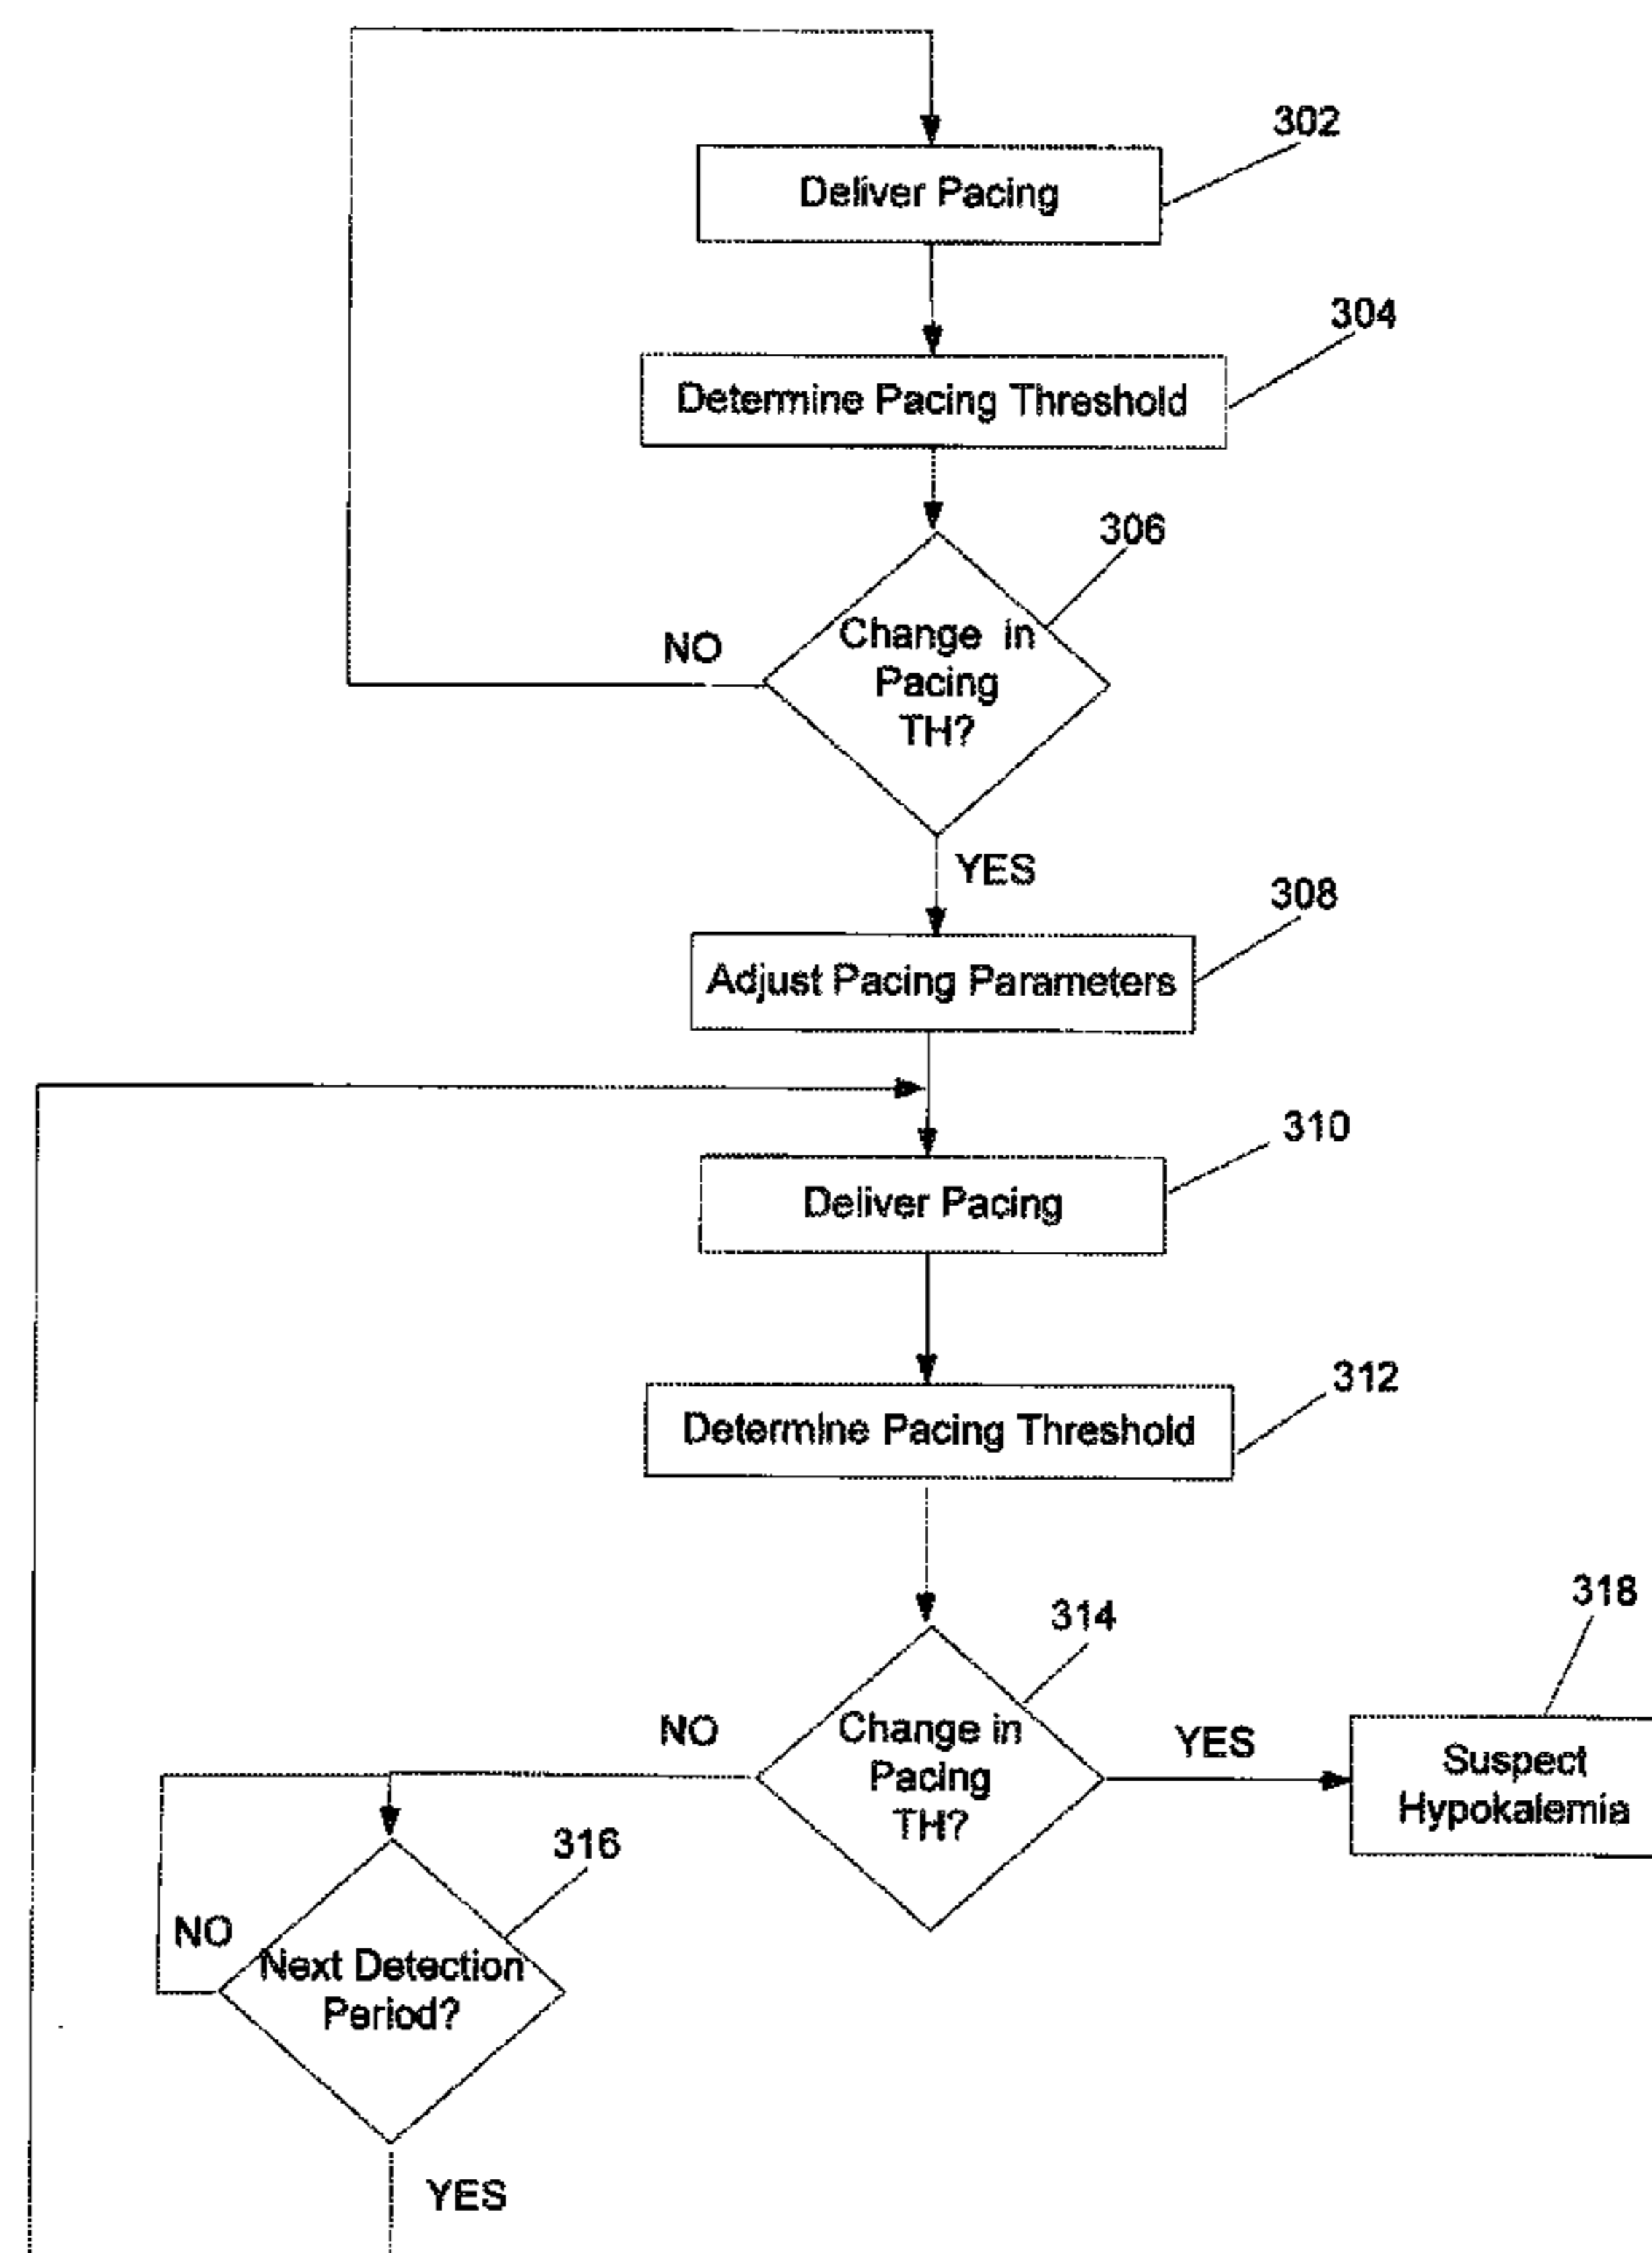 302
Deliver Pacing
304
Determine Pacing Threshold
306
NO
Change in
Pacing
TH?
YES
308
Adjust Pacing Parameters
310
Deliver Pacing
312
Determine Pacing Threshold
314
318
NO
Change in
Pacing
TH?
YES
Suspect
Hypokalemia
316
NO
Next Detection
Period?
YES